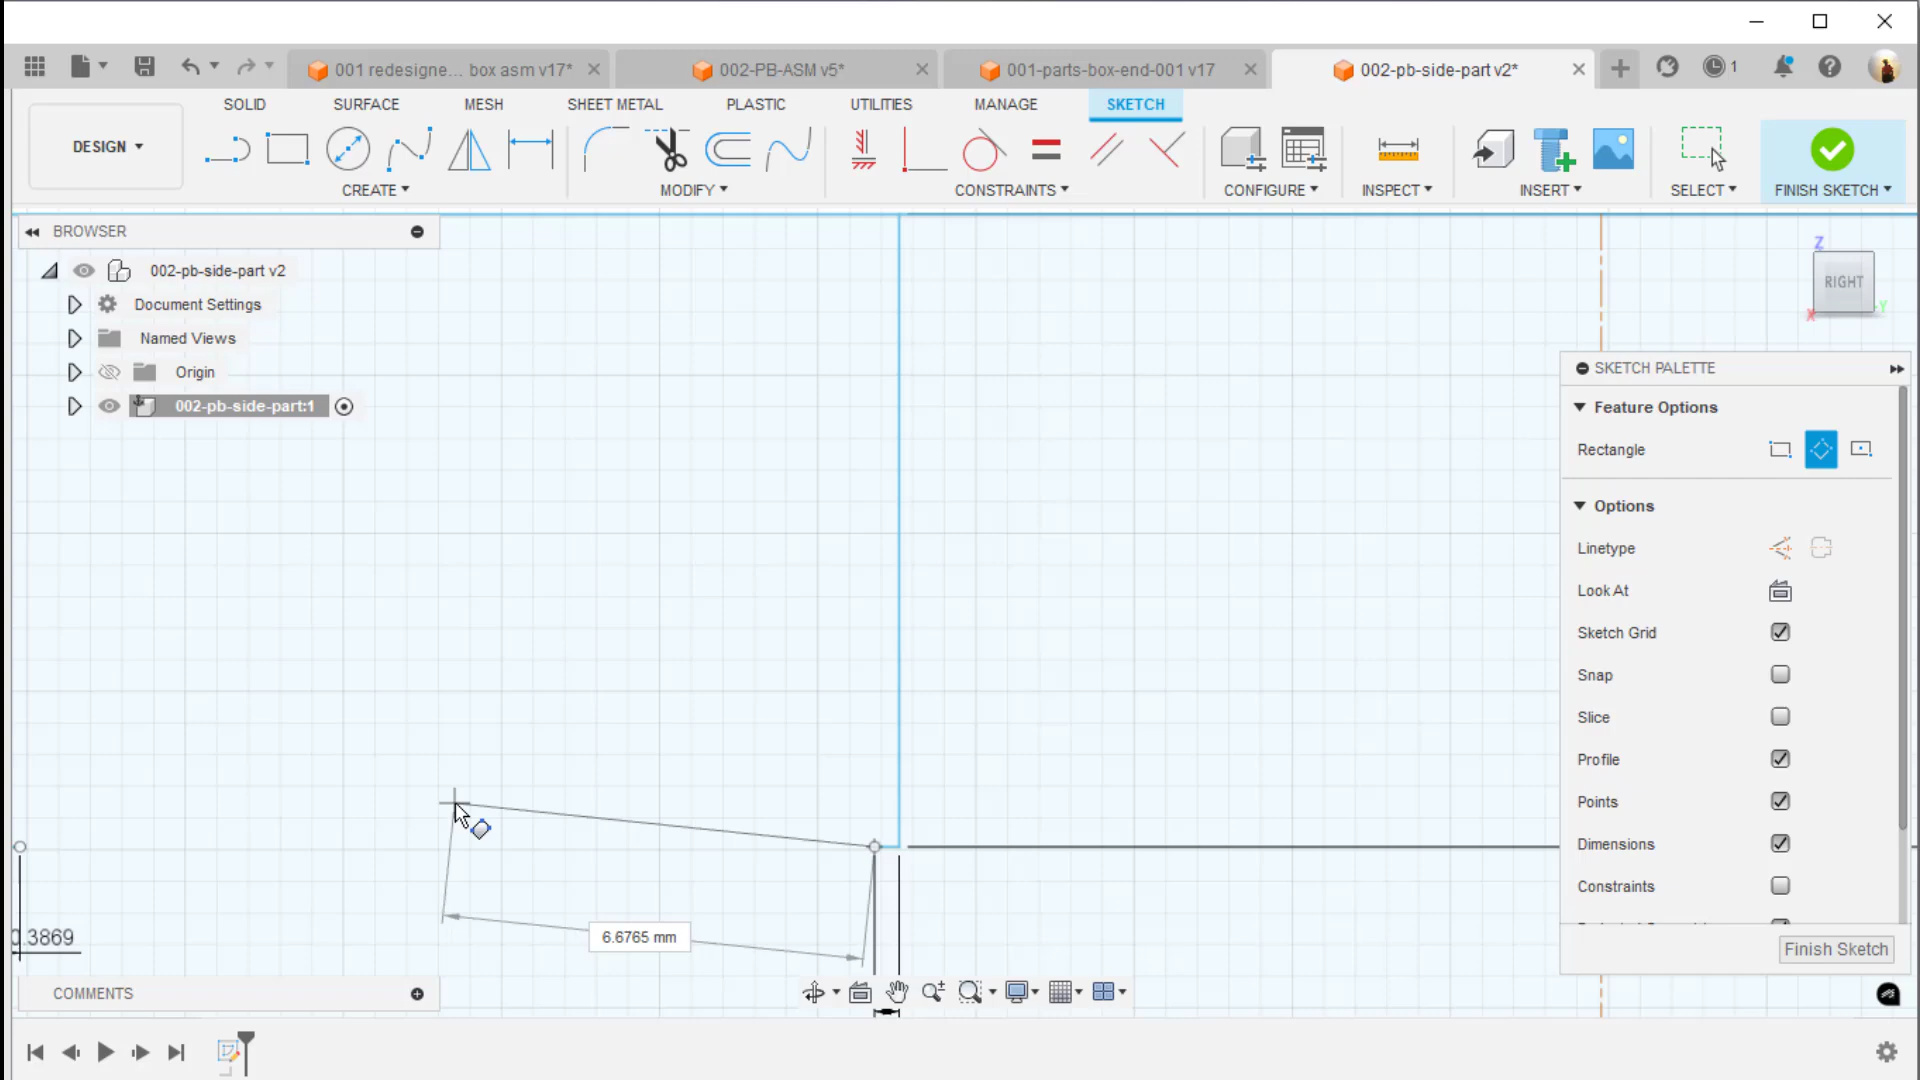 001 redesigne... box asm v17*
002-PB-ASM v5*
001-parts-box-end-001 v17
002-pb-side-part v2*
1
SOLID
SURFACE
MESH
SHEET METAL
PLASTIC
UTILITIES
MANAGE
SKETCH
DESIGN
CREATE
MODIFY
CONSTRAINTS
CONFIGURE
INSPECT
INSERT
SELECT
FINISH SKETCH
BROWSER
002-pb-side-part v2
Document Settings
Named Views
Origin
002-pb-side-part:1
Z
RIGHT
Y
X
SKETCH PALETTE
Feature Options
Rectangle
Options
Linetype
Look At
Sketch Grid
Snap
Slice
Profile
Points
Dimensions
Constraints
Finish Sketch
0.3869
6.6765 mm
COMMENTS